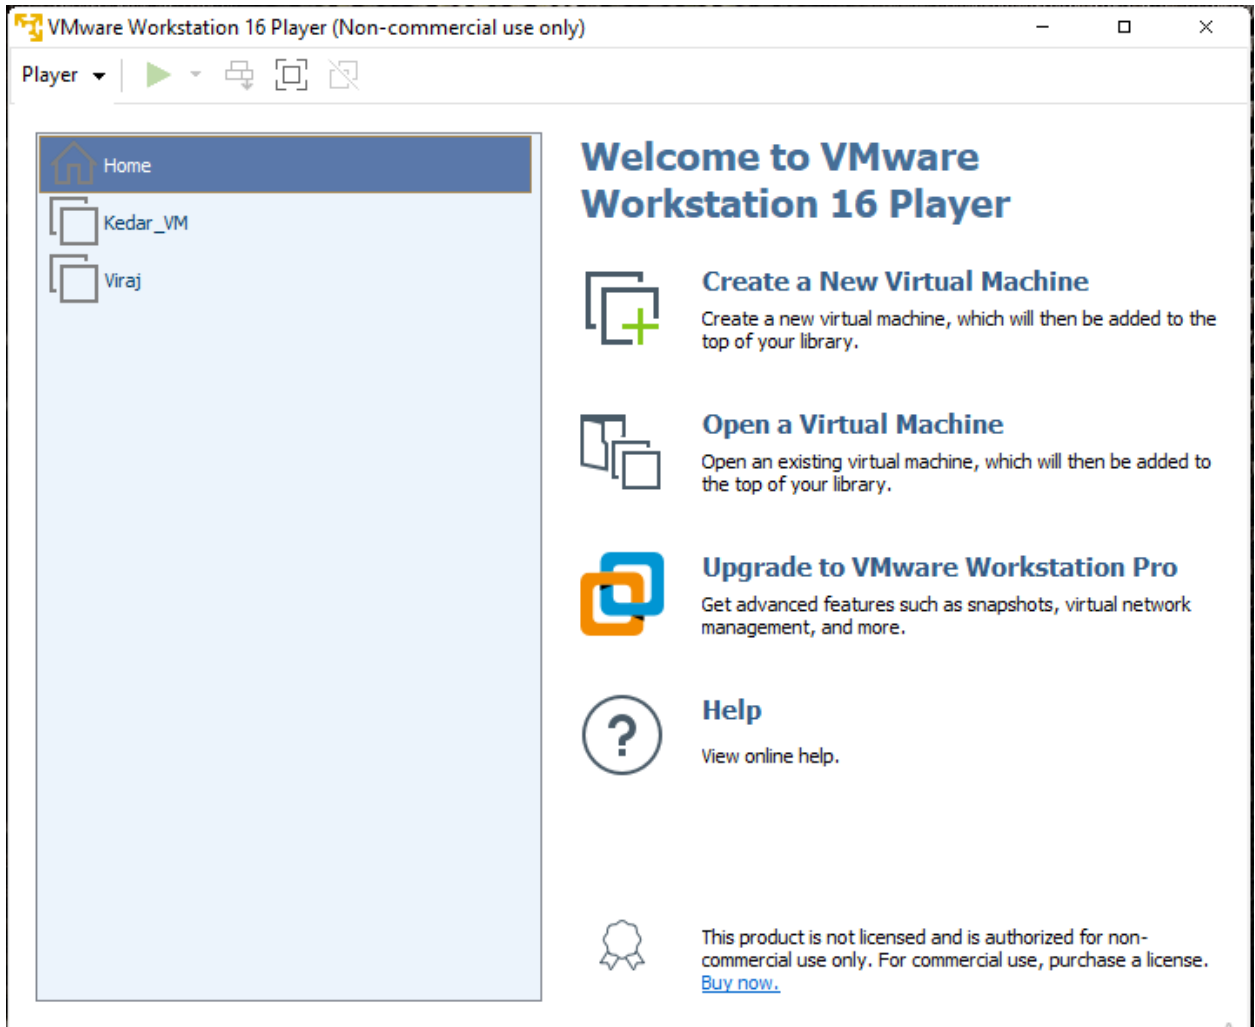 VMware Workstation 16 Player (Non-commercial use only)
Player
Home
Kedar_VM
Viraj
Welcome to VMware
Workstation 16 Player
Create a New Virtual Machine
Create a new virtual machine, which will then be added to the
top of your library.
Open a Virtual Machine
Open an existing virtual machine, which will then be added to
the top of your library.
Upgrade to VMware Workstation Pro
Get advanced features such as snapshots, virtual network
management, and more.
Help
View online help.
This product is not licensed and is authorized for non-
commercial use only. For commercial use, purchase a license.
Buy now.